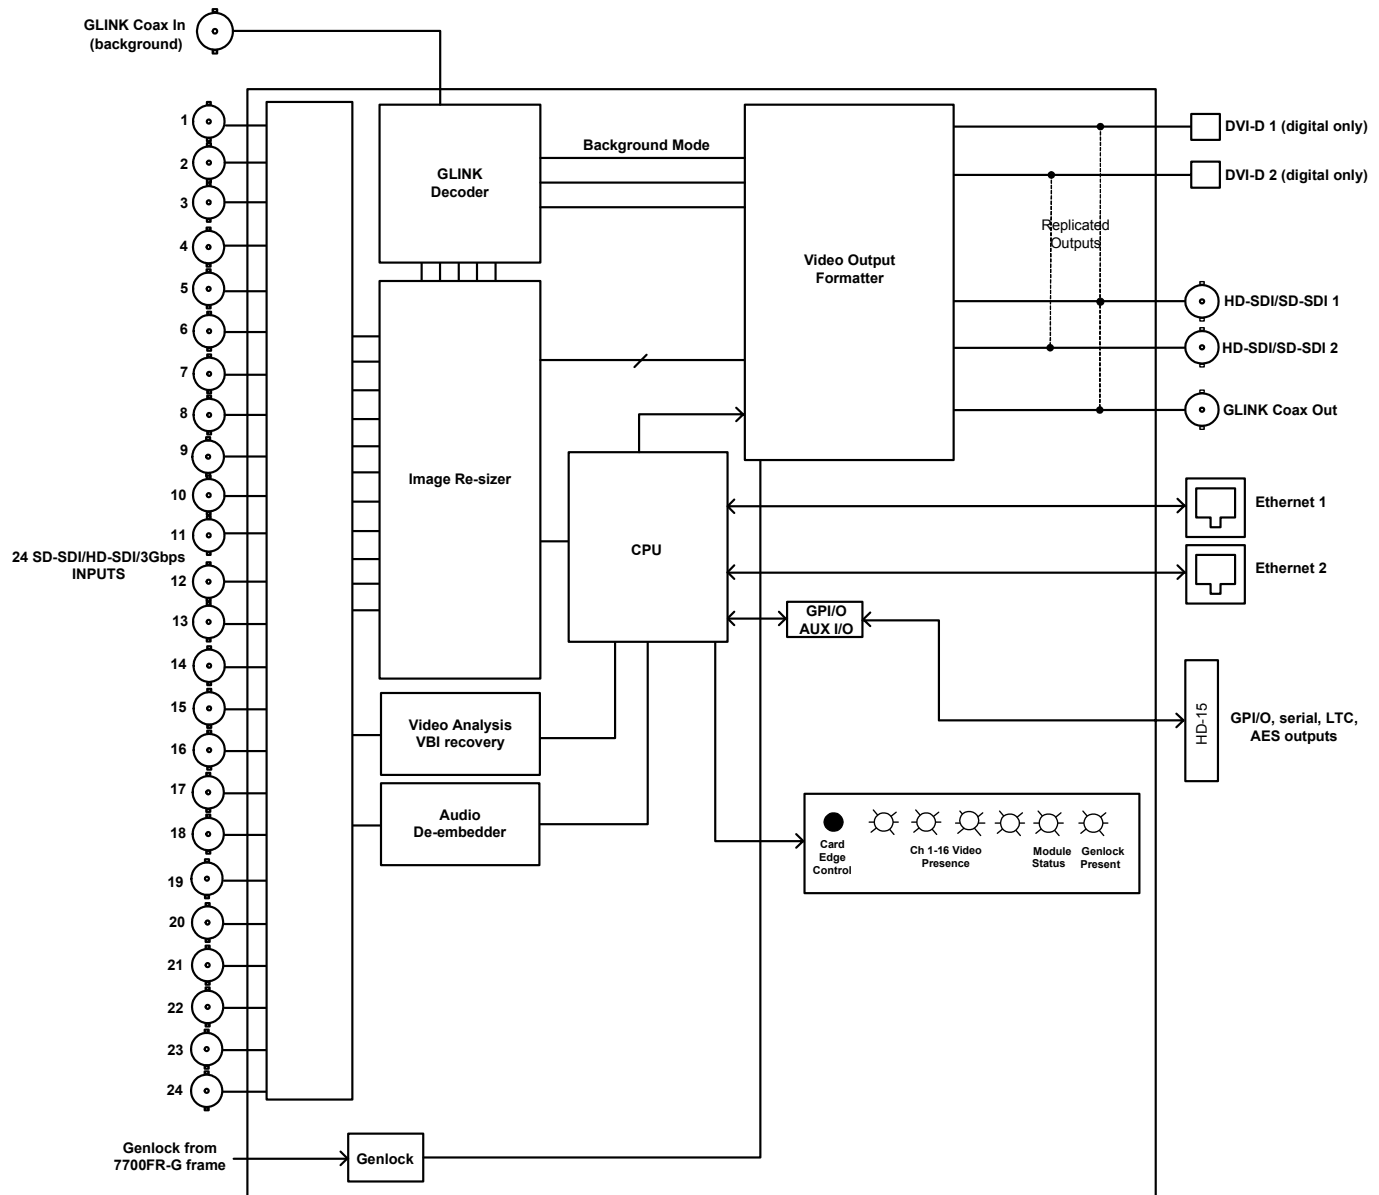 GLINK Coax In
(background)
1
2
3
4
5
6
7
8
9
10
11
24 SD-SDI/HD-SDI/3Gbps
INPUTS
12
13
14
15
16
17
18
19
20
21
22
23
24
Genlock from
7700FR-G frame
Genlock
GLINK
Decoder
Background Mode
Image Re-sizer
Video Analysis
VBI recovery
Audio
De-embedder
CPU
Video Output
Formatter
Replicated
Outputs
DVI-D 1 (digital only)
DVI-D 2 (digital only)
HD-SDI/SD-SDI 1
HD-SDI/SD-SDI 2
GLINK Coax Out
Ethernet 1
Ethernet 2
GPI/O
AUX I/O
HD-15
GPI/O, serial, LTC,
AES outputs
Card
Edge
Control
Ch 1-16 Video
Presence
Module
Status
Genlock
Present